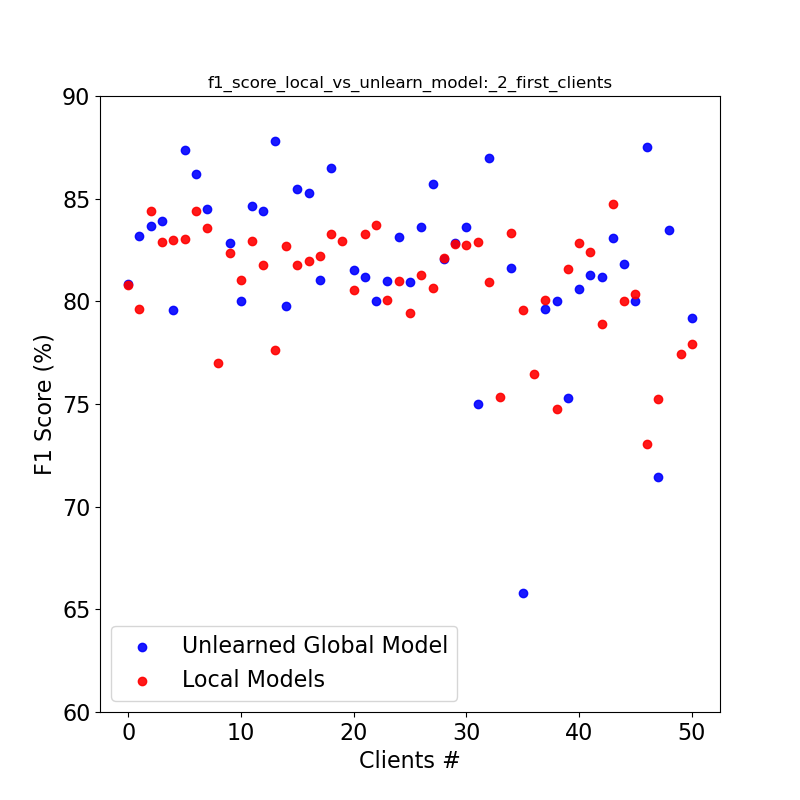 f1_score_local_vs_unlearn_model:_2_first_clients
90
85
80
75
70
65
60
F1 Score (%)
Unlearned Global Model
Local Models
0 10 20 30 40 50
Clients #